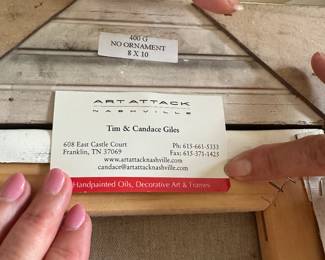 400 G
NO ORNAMENT
8 X 10
ART ATTACK
NASHVILLE
Tim & Candace Giles
608 East Castle Court
Franklin, TN 37069
Ph: 615-661-5333
Fax: 615-371-1425
www.artattacknashville.com
candace@artattacknashville.com
Handpainted Oils, Decorative Art & Frames